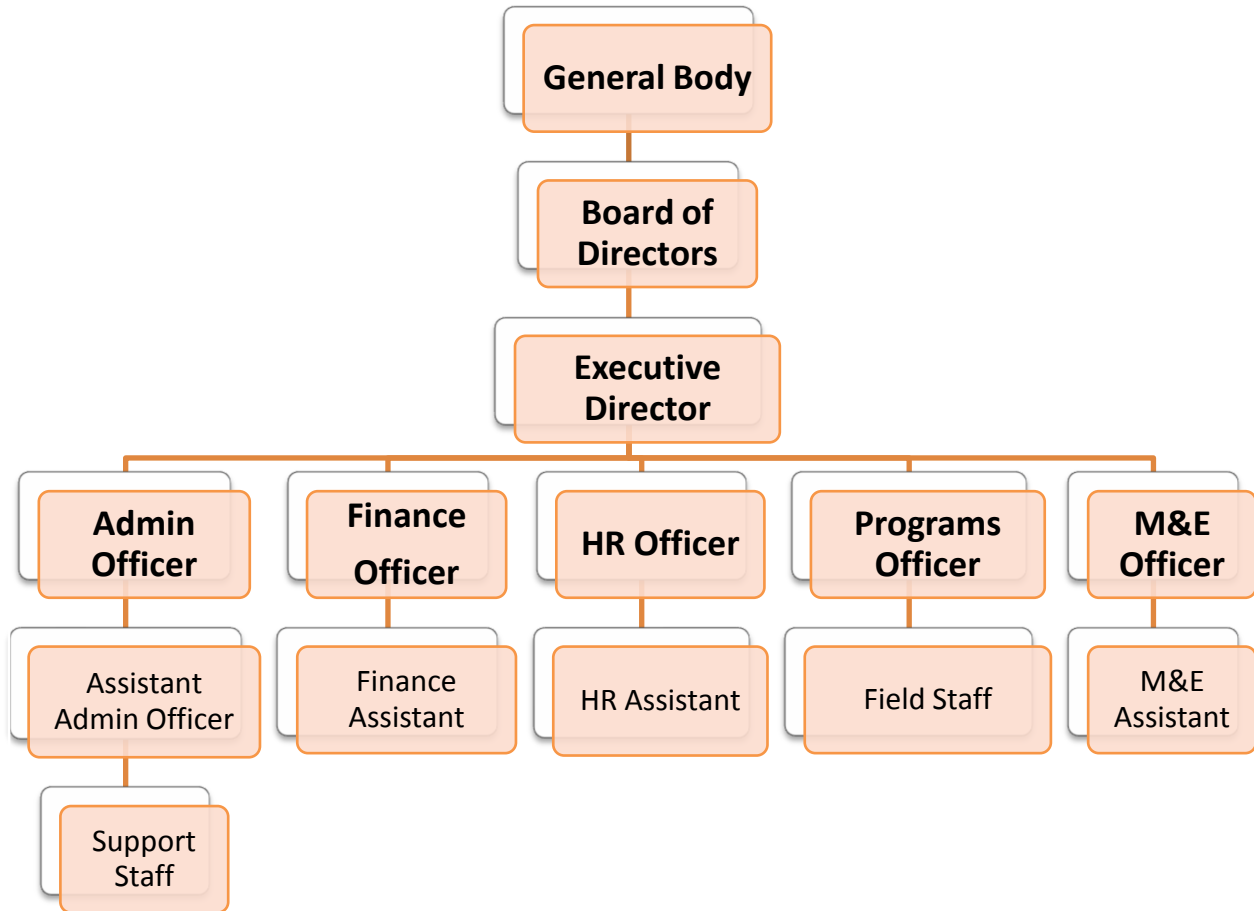 General Body
Board of
Directors
Executive
Director
Admin
Officer
Finance
Officer
HR Officer
Programs
Officer
M&E
Officer
Assistant
Admin Officer
Finance
Assistant
HR Assistant
Field Staff
M&E
Assistant
Support
Staff